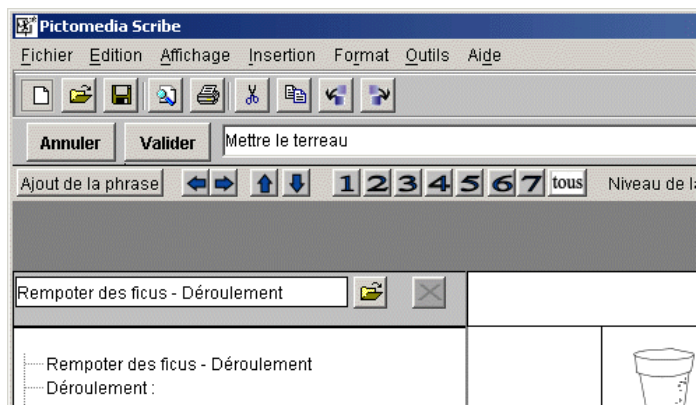 Pictomedia Scribe
Fichier Edition Affichage Insertion Format Outils Aide
Annuler Valider Mettre le terreau
Ajout de la phrase 1 2 3 4 5 6 7 tous Niveau de
Rempoter des ficus - Déroulement
Rempoter des ficus - Déroulement
Déroulement :